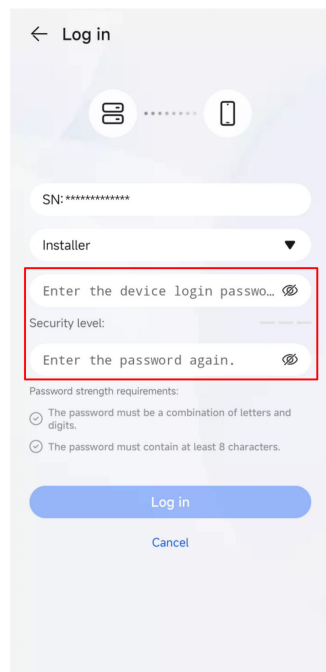 Log in
SN:*************
Installer
Enter the device login passwo...
Security level:
Enter the password again.
Password strength requirements:
The password must be a combination of letters and
digits.
The password must contain at least 8 characters.
Log in
Cancel